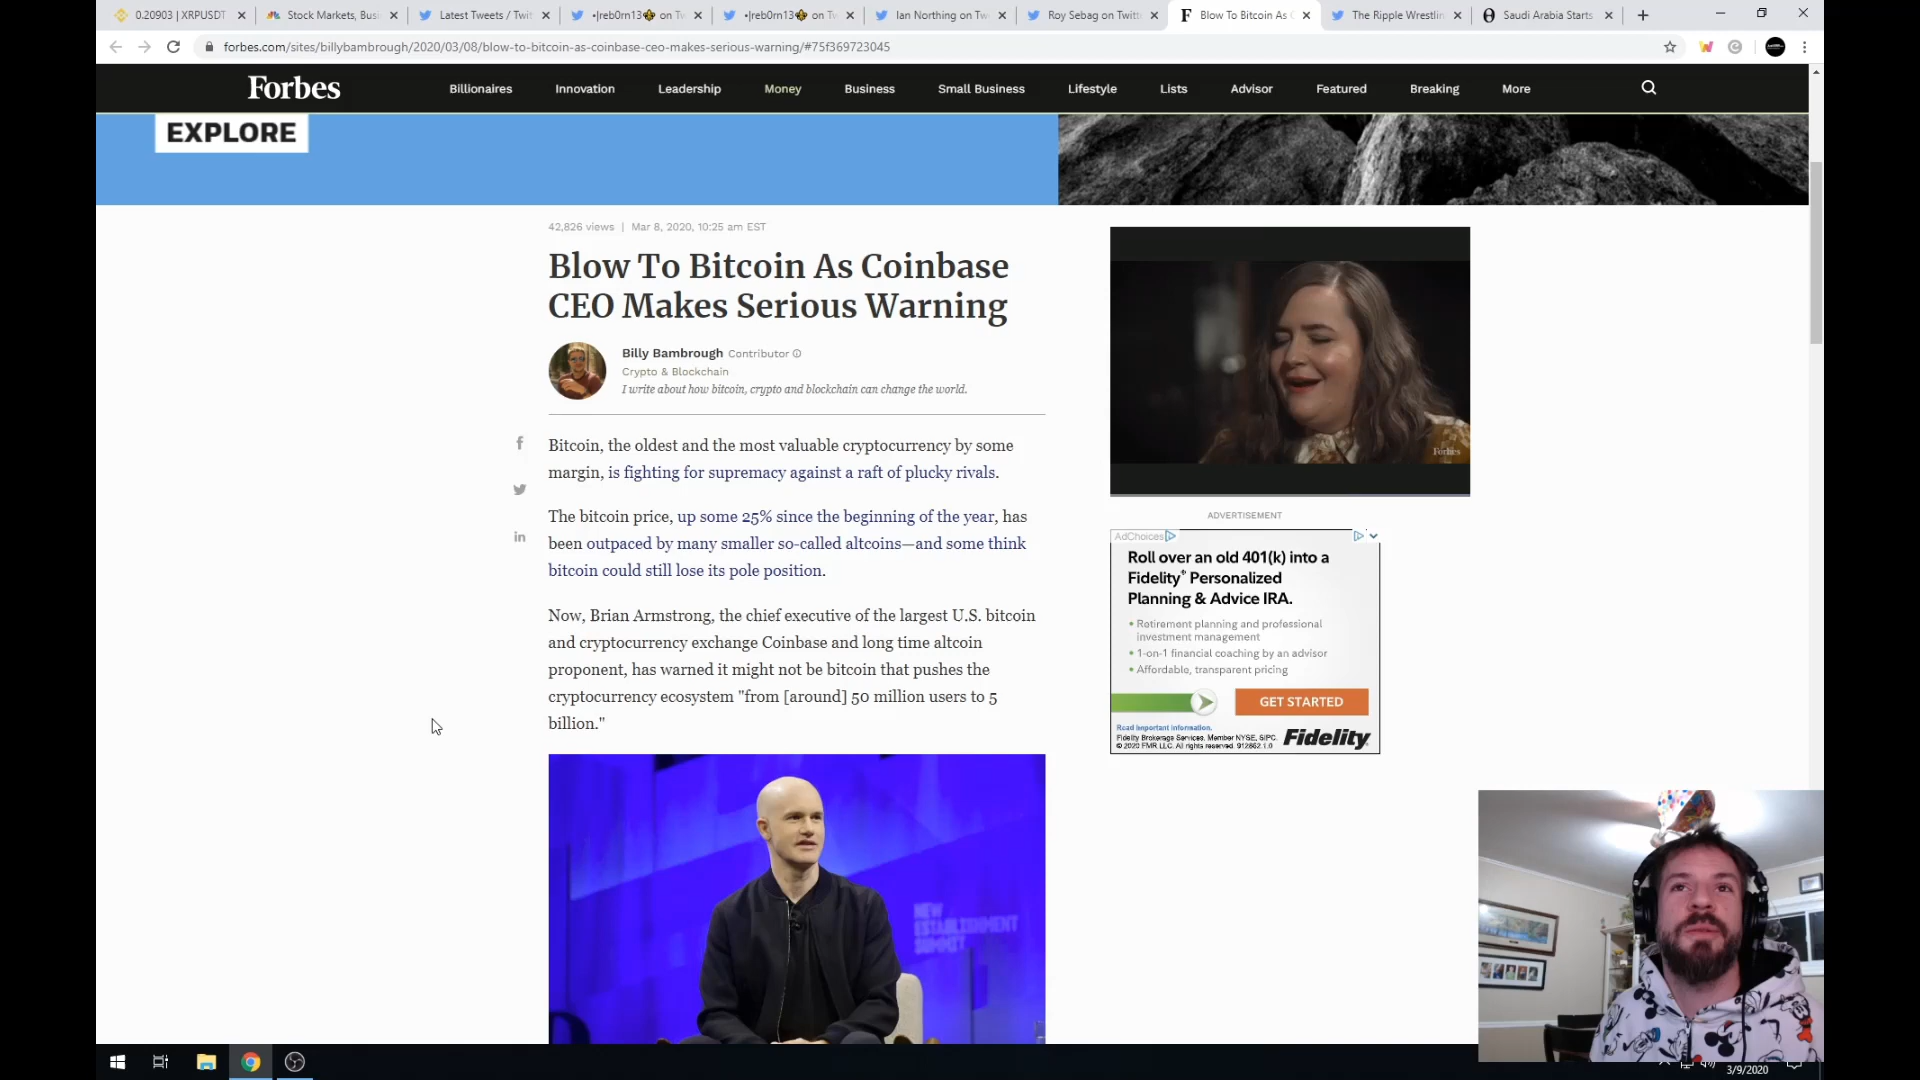 0.20903 | XRPUSDT
Stock Markets, Busi
Latest Tweets / Twit
•|reb0rn13 on Tw
•|reb0rn13 on Tw
Ian Northing on Tw
Roy Sebag on Twitt
Blow To Bitcoin As C
The Ripple Wrestlin
Saudi Arabia Starts
forbes.com/sites/billybambrough/2020/03/08/blow-to-bitcoin-as-coinbase-ceo-makes-serious-warning/#75f369723045
Forbes
Billionaires
Innovation
Leadership
Money
Business
Small Business
Lifestyle
Lists
Advisor
Featured
Breaking
More
EXPLORE
42,826 views | Mar 8, 2020, 10:25 am EST
Blow To Bitcoin As Coinbase
CEO Makes Serious Warning
Billy Bambrough Contributor
Crypto & Blockchain
I write about how bitcoin, crypto and blockchain can change the world.
Bitcoin, the oldest and the most valuable cryptocurrency by some
margin, is fighting for supremacy against a raft of plucky rivals.
The bitcoin price, up some 25% since the beginning of the year, has
been outpaced by many smaller so-called altcoins—and some think
bitcoin could still lose its pole position.
Now, Brian Armstrong, the chief executive of the largest U.S. bitcoin
and cryptocurrency exchange Coinbase and long time altcoin
proponent, has warned it might not be bitcoin that pushes the
cryptocurrency ecosystem "from [around] 50 million users to 5
billion."
NEW
ESTABLISHMENT
SUMMIT
Forbes
ADVERTISEMENT
AdChoices
Roll over an old 401(k) into a
Fidelity® Personalized
Planning & Advice IRA.
• Retirement planning and professional
investment management
• 1-on-1 financial coaching by an advisor
• Affordable, transparent pricing
GET STARTED
Read important information.
Fidelity Brokerage Services, Member NYSE, SIPC.
© 2020 FMR LLC. All rights reserved. 912862.1.0
Fidelity
3/9/2020